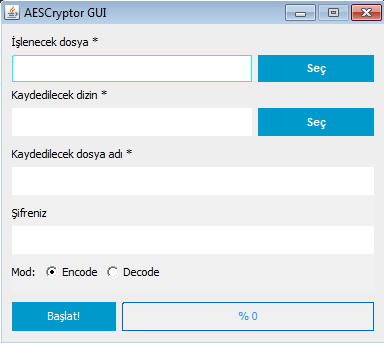 AESCryptor GUI
İşlenecek dosya *
Seç
Kaydedilecek dizin *
Seç
Kaydedilecek dosya adı *
Şifreniz
Mod: Encode Decode
Başlat! % 0